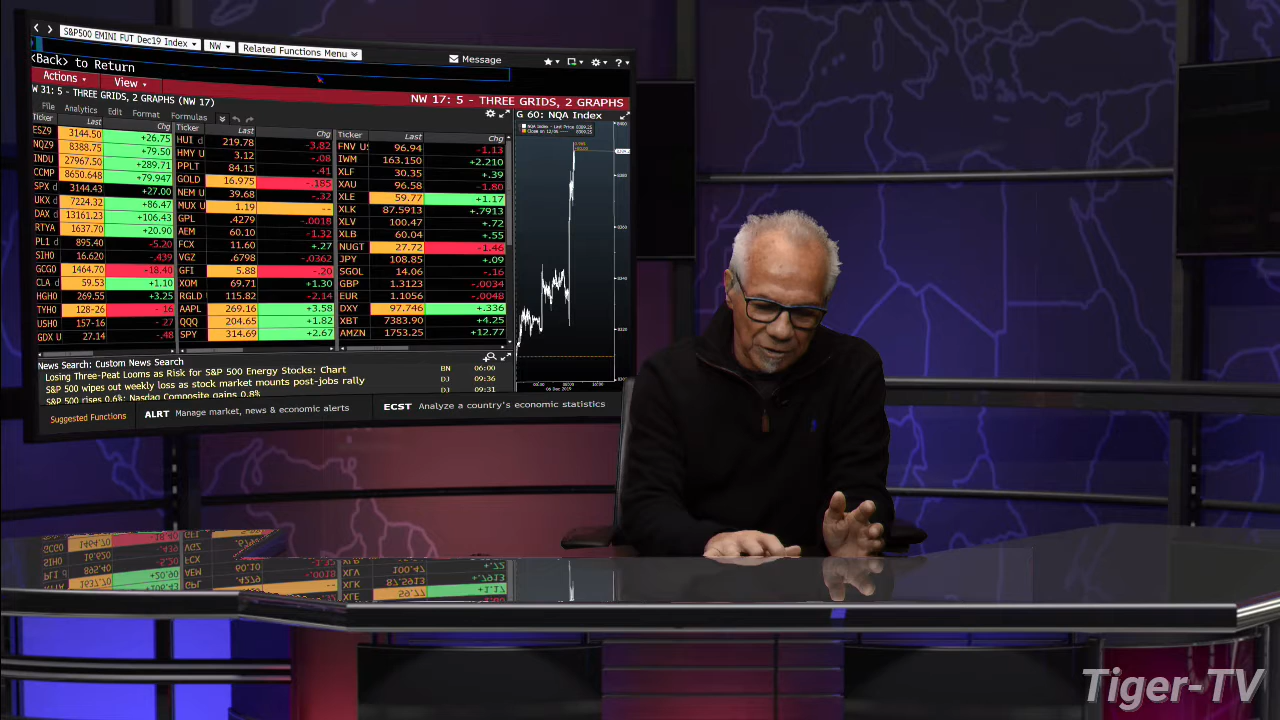 S&P500 EMINI FUT Dec19 Index
NW
Related Functions Menu
Message
<Back> to Return
Actions
View
W 31: 5 - THREE GRIDS, 2 GRAPHS (NW 17)
NW 17: 5 - THREE GRIDS, 2 GRAPHS
File Analytics Edit Format Formulas
G 60: NQA Index
Ticker Last Chg Ticker Last Chg Ticker Last Chg
ESZ9 3144.50 +26.75 HUI d 219.78 -3.82 FNV US 96.94 -1.13
NQZ9 8388.75 +79.50 HMY U 3.12 -.08 IWM 163.150 +2.210
INDU 27967.50 +289.71 PPLT 84.15 -.41 XLF 30.35 +.39
CCMP 8650.648 +79.947 GOLD 16.975 -.185 XAU 96.58 -1.80
SPX d 3144.43 +27.00 NEM U 39.68 -.32 XLE 59.77 +1.17
UKX d 7224.32 +86.47 MUX U 1.19 -- XLK 87.5913 +.7913
DAX d 13161.23 +106.43 GPL .4279 -.0018 XLV 100.47 +.72
RTYA 1637.70 +20.90 AEM 60.10 -1.32 XLB 60.04 +.55
PL1 d 895.40 -5.20 FCX 11.60 +.27 NUGT 27.72 -1.46
SIH0 16.620 -.439 VGZ .6798 -.0362 JPY 108.85 +.09
GCG0 1464.70 -18.40 GFI 5.88 -.20 SGOL 14.06 -.16
CLA d 59.53 +1.10 XOM 69.71 +1.30 GBP 1.3123 -.0034
HGH0 269.55 +3.25 RGLD 115.82 -2.14 EUR 1.1056 -.0048
TYH0 128-26 - 16 AAPL 269.16 +3.58 DXY 97.746 +.336
USH0 157-16 - 27 QQQ 204.65 +1.82 XBT 7383.90 +4.25
GDX U 27.14 -.48 SPY 314.69 +2.67 AMZN 1753.25 +12.77
News Search: Custom News Search
Losing Three-Peat Looms as Risk for S&P 500 Energy Stocks: Chart BN 06:00
S&P 500 wipes out weekly loss as stock market mounts post-jobs rally DJ 09:36
S&P 500 rises 0.6%; Nasdaq Composite gains 0.8% DJ 09:31
Suggested Functions ALRT Manage market, news & economic alerts ECST Analyze a country's economic statistics
Tiger-TV